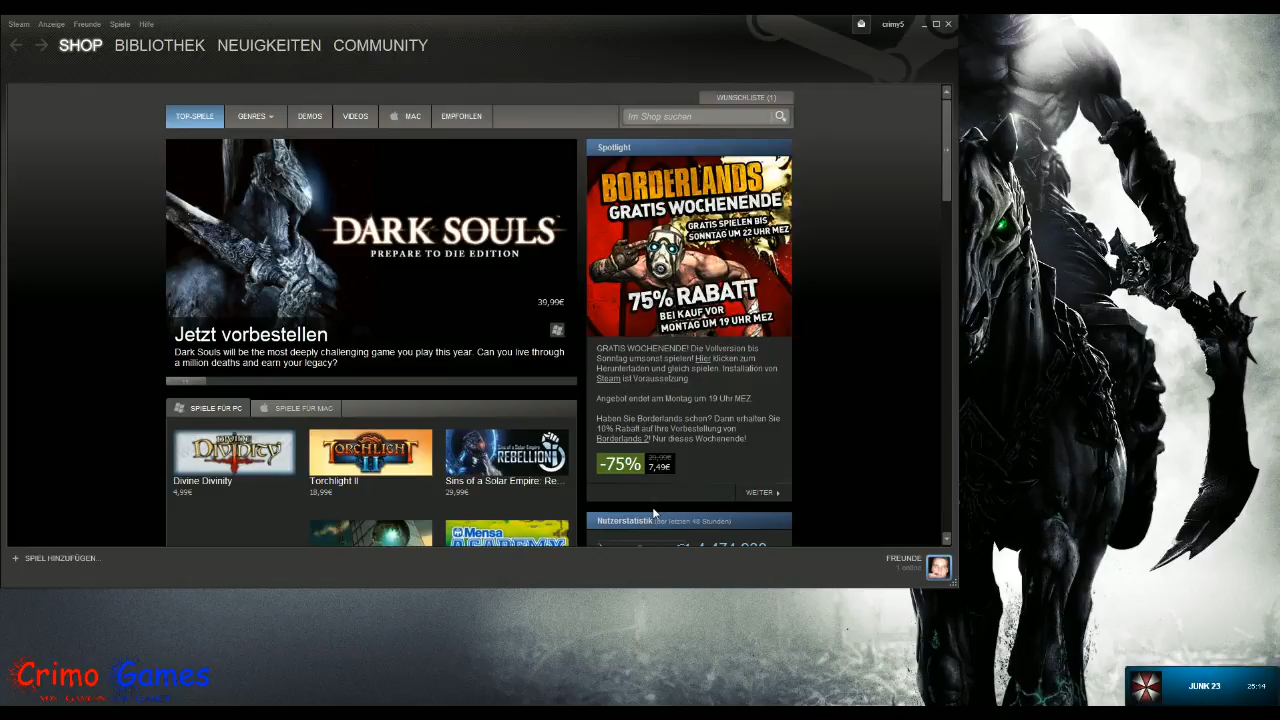 Steam Anzeige Freunde Spiele Hilfe
crimy5
SHOP BIBLIOTHEK NEUIGKEITEN COMMUNITY
WUNSCHLISTE (1)
TOP-SPIELE GENRES DEMOS VIDEOS MAC EMPFOHLEN
Im Shop suchen
DARK SOULS
PREPARE TO DIE EDITION
39,99€
Jetzt vorbestellen
Dark Souls will be the most deeply challenging game you play this year. Can you live through
a million deaths and earn your legacy?
Spotlight
BORDERLANDS
GRATIS WOCHENENDE
GRATIS SPIELEN BIS
SONNTAG UM 22 UHR MEZ
75% RABATT
BEI KAUF VOR
MONTAG UM 19 UHR MEZ
GRATIS WOCHENENDE! Die Vollversion bis
Sonntag umsonst spielen! Hier klicken zum
Herunterladen und gleich spielen. Installation von
Steam ist Voraussetzung.
Angebot endet am Montag um 19 Uhr MEZ.
Haben Sie Borderlands schon? Dann erhalten Sie
10% Rabatt auf Ihre Vorbestellung von
Borderlands 2! Nur dieses Wochenende!
-75% 29,99€
7,49€
WEITER
SPIELE FÜR PC SPIELE FÜR MAC
DIVINE DIVINITY
TORCHLIGHT II
Sins of a Solar Empire
REBELLION
Divine Divinity Torchlight II Sins of a Solar Empire: Re...
4,99€ 18,99€ 29,99€
Mensa
ACADEMY
Nutzerstatistik (der letzten 48 Stunden)
+ SPIEL HINZUFÜGEN...
FREUNDE
1 online
Crimo Games
JUNK 23 25:14